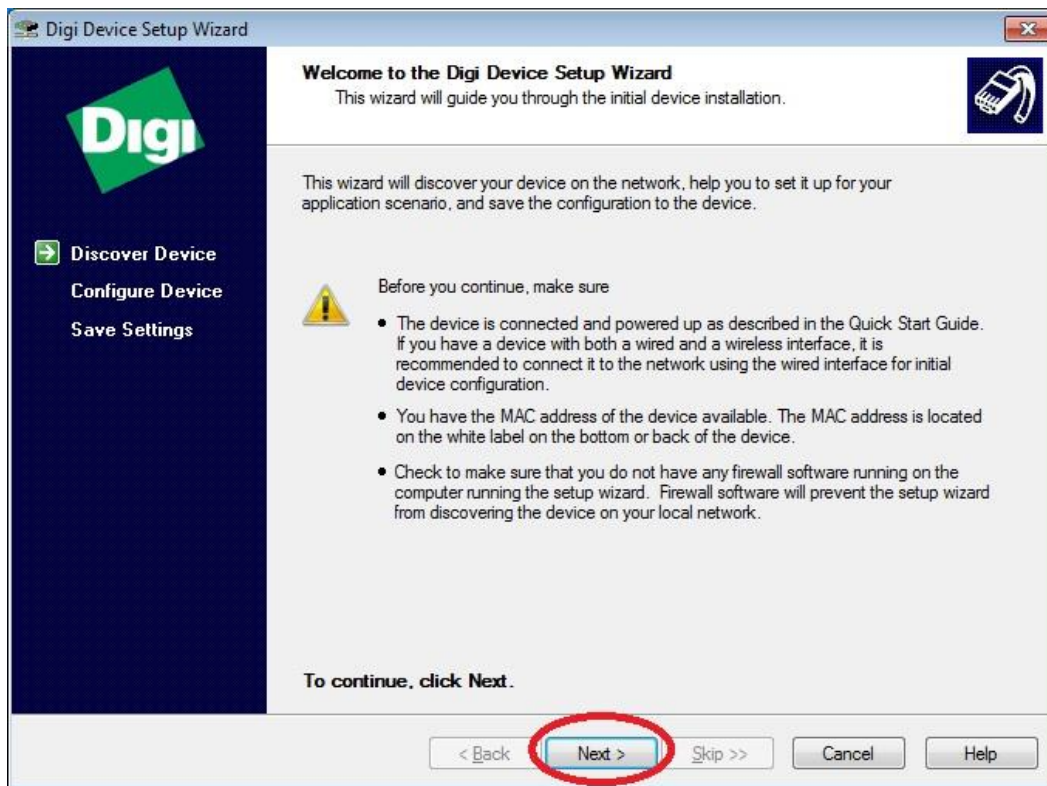 Digi Device Setup Wizard
Digi
Discover Device
Configure Device
Save Settings
Welcome to the Digi Device Setup Wizard
This wizard will guide you through the initial device installation.
This wizard will discover your device on the network, help you to set it up for your
application scenario, and save the configuration to the device.
Before you continue, make sure
• The device is connected and powered up as described in the Quick Start Guide.
If you have a device with both a wired and a wireless interface, it is
recommended to connect it to the network using the wired interface for initial
device configuration.
• You have the MAC address of the device available. The MAC address is located
on the white label on the bottom or back of the device.
• Check to make sure that you do not have any firewall software running on the
computer running the setup wizard. Firewall software will prevent the setup wizard
from discovering the device on your local network.
To continue, click Next.
< Back
Next >
Skip >>
Cancel
Help